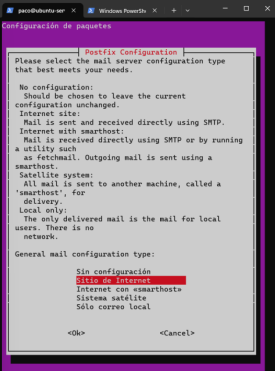 paco@ubuntu-ser
Windows PowerSh
Configuración de paquetes
Postfix Configuration
Please select the mail server configuration type
that best meets your needs.
No configuration:
Should be chosen to leave the current
configuration unchanged.
Internet site:
Mail is sent and received directly using SMTP.
Internet with smarthost:
Mail is received directly using SMTP or by running
a utility such
as fetchmail. Outgoing mail is sent using a
smarthost.
Satellite system:
All mail is sent to another machine, called a
'smarthost', for
delivery.
Local only:
The only delivered mail is the mail for local
users. There is no
network.
General mail configuration type:
Sin configuración
Sitio de Internet
Internet con «smarthost»
Sistema satélite
Sólo correo local
<Ok> <Cancel>